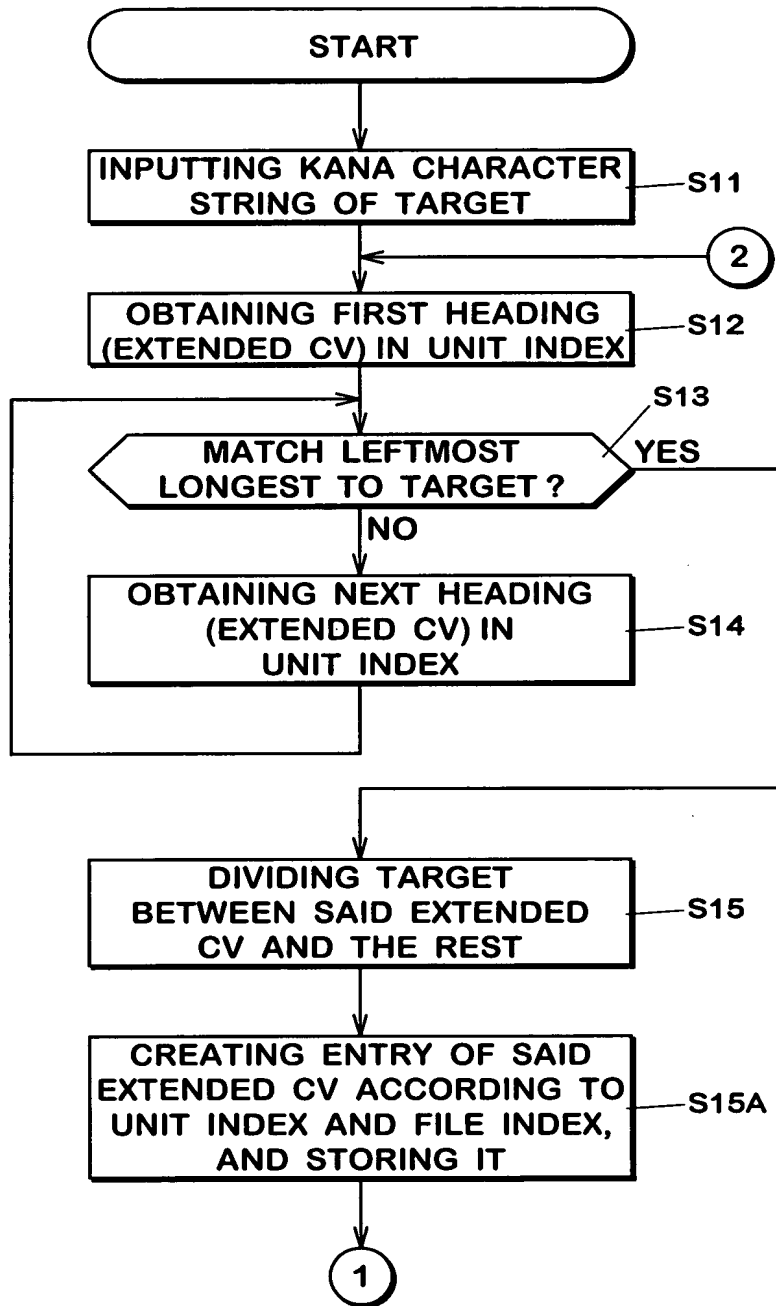 START
INPUTTING KANA CHARACTER
STRING OF TARGET
S11
2
OBTAINING FIRST HEADING
(EXTENDED CV) IN UNIT INDEX
S12
S13
MATCH LEFTMOST
LONGEST TO TARGET ?
YES
NO
OBTAINING NEXT HEADING
(EXTENDED CV) IN
UNIT INDEX
S14
DIVIDING TARGET
BETWEEN SAID EXTENDED
CV AND THE REST
S15
CREATING ENTRY OF SAID
EXTENDED CV ACCORDING TO
UNIT INDEX AND FILE INDEX,
AND STORING IT
S15A
1